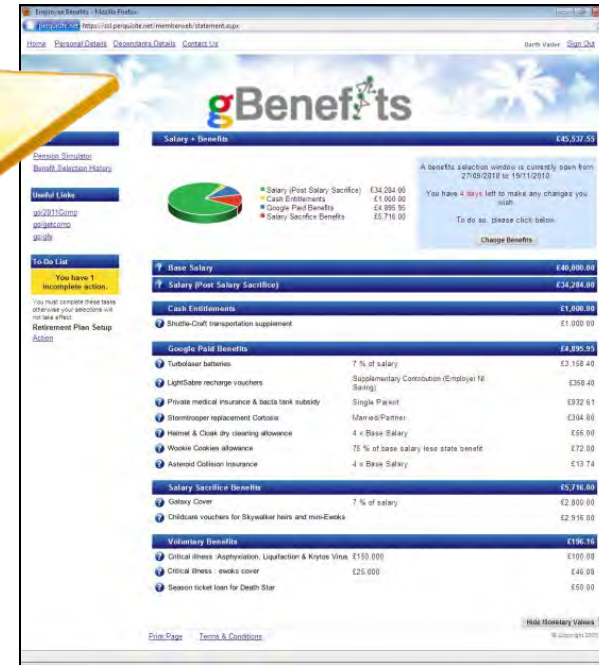 Employee Benefits - Mozilla Firefox
perquisite.net https://ssl.perquisite.net/memberweb/statement.aspx
Home Personal Details Dependants Details Contact Us Darth Vader Sign Out
gBenefits
Salary + Benefits £45,537.55
Pension Simulator
Benefit Selection History
Useful Links
go/2011Comp
go/getcomp
To-Do List
You have 1
incomplete action.
You must complete these tasks
otherwise your selections will
not take effect.
Retirement Plan Setup
Action
Salary (Post Salary Sacrifice) £34 284.00
Cash Entitlements £1 000.00
Google Paid Benefits £4 895.95
Salary Sacrifice Benefits £5,716.00
A benefits selection window is currently open from
27/09/2010 to 19/11/2010
You have 4 days left to make any changes you
wish.
To do so, please click below.
Change Benefits
Base Salary £40,000.00
Salary (Post Salary Sacrifice) £34,284.00
Cash Entitlements £1,000.00
Shuttle-Craft transportation supplement £1 000.00
Google Paid Benefits £4,895.95
Turbolaser batteries 7 % of salary £3,158.40
LightSabre recharge vouchers Supplementary Contribution (Employer NI Saving) £358.40
Private medical insurance & bacta tank subsidy Single Parent £932.61
Stormtrooper replacement Cortosis Married/Partner £304.80
Helmet & Cloak dry cleaning allowance 4 x Base Salary £56.00
Wookie Cookies allowance 75 % of base salary less state benefit £72.00
Asteroid Collision Insurance 4 x Base Salary £13.74
Salary Sacrifice Benefits £5,716.00
Galaxy Cover 7 % of salary £2 800.00
Childcare vouchers for Skywalker heirs and mini-Ewoks £2 916.00
Voluntary Benefits £196.16
Critical illness :Asphyxiation, Liquifaction & Krytos Virus £150.000 £100.08
Critical illness : ewoks cover £25.000 £46.08
Season ticket loan for Death Star £50.00
Hide Monetary Values
Print Page Terms & Conditions © Copyright 2005